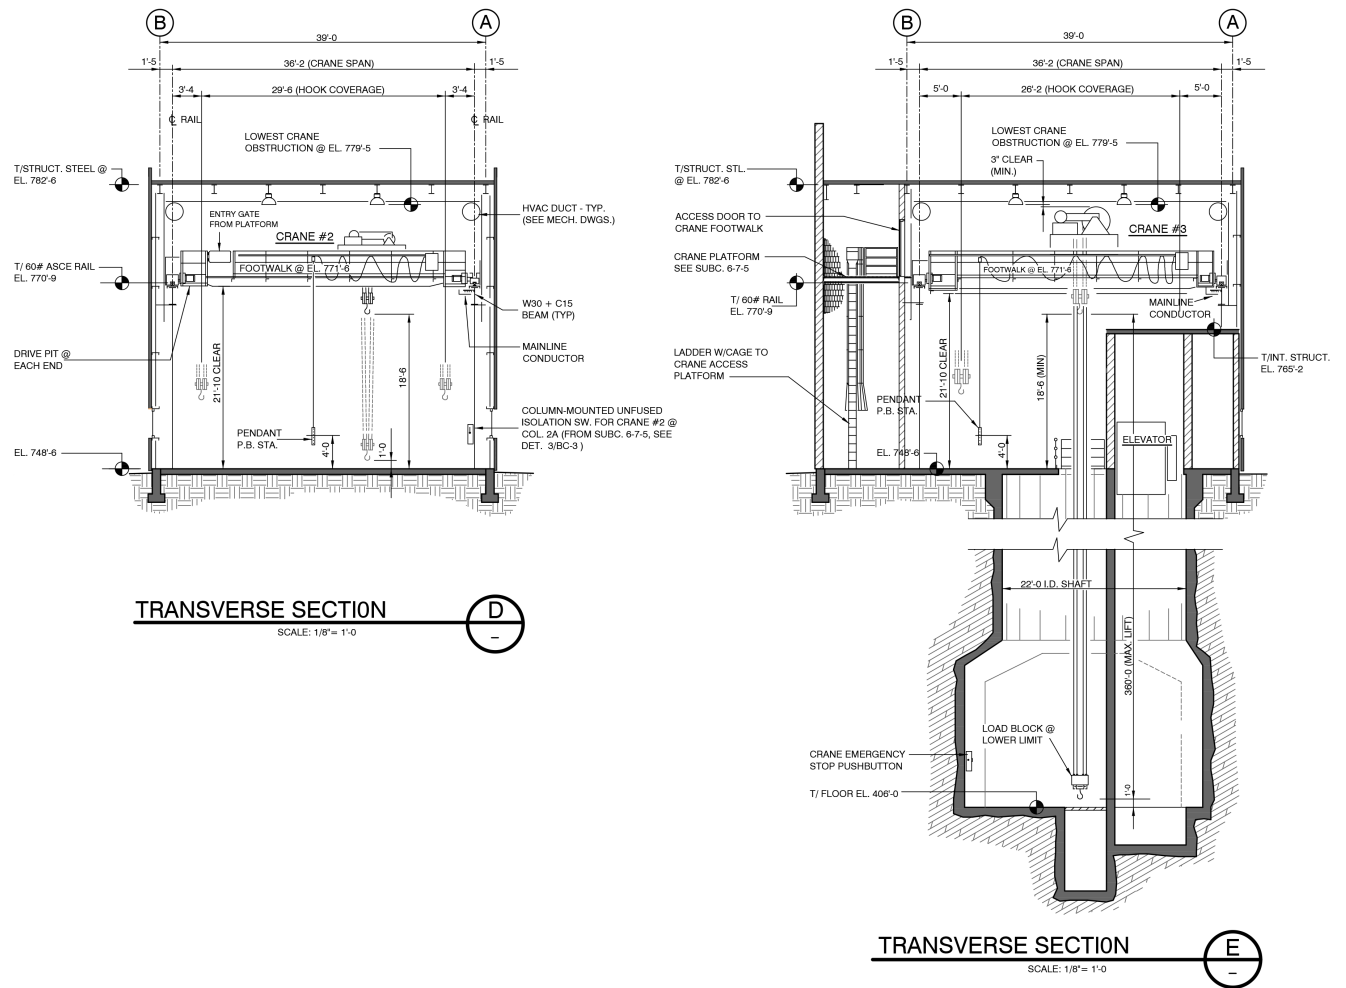 B
A
39'-0
1'-5
36'-2 (CRANE SPAN)
1'-5
3'-4
29'-6 (HOOK COVERAGE)
3'-4
℄ RAIL
℄ RAIL
LOWEST CRANE
OBSTRUCTION @ EL. 779'-5
T/STRUCT. STEEL @
EL. 782'-6
ENTRY GATE
FROM PLATFORM
HVAC DUCT - TYP.
(SEE MECH. DWGS.)
CRANE #2
FOOTWALK @ EL. 771'-6
T/ 60# ASCE RAIL
EL. 770'-9
W30 + C15
BEAM (TYP)
MAINLINE
CONDUCTOR
DRIVE PIT @
EACH END
21'-10 CLEAR
18'-6
COLUMN-MOUNTED UNFUSED
ISOLATION SW. FOR CRANE #2 @
COL. 2A (FROM SUBC. 6-7-5, SEE
DET. 3/BC-3 )
PENDANT
P.B. STA.
4'-0
1'-0
EL. 748'-6
TRANSVERSE SECTI0N
SCALE: 1/8"= 1'-0
D
–
B
A
39'-0
1'-5
36'-2 (CRANE SPAN)
1'-5
5'-0
26'-2 (HOOK COVERAGE)
5'-0
LOWEST CRANE
OBSTRUCTION @ EL. 779'-5
3" CLEAR
(MIN.)
T/STRUCT. STL.
@ EL. 782'-6
ACCESS DOOR TO
CRANE FOOTWALK
CRANE #3
CRANE PLATFORM
SEE SUBC. 6-7-5
FOOTWALK @ EL. 771'-6
T/ 60# RAIL
EL. 770'-9
MAINLINE
CONDUCTOR
LADDER W/CAGE TO
CRANE ACCESS
PLATFORM
21'-10 CLEAR
18'-6 (MIN)
T/INT. STRUCT.
EL. 765'-2
PENDANT
P.B. STA.
4'-0
ELEVATOR
EL. 748'-6
22'-0 I.D. SHAFT
360'-0 (MAX. LIFT)
LOAD BLOCK @
LOWER LIMIT
CRANE EMERGENCY
STOP PUSHBUTTON
T/ FLOOR EL. 406'-0
1'-0
TRANSVERSE SECTI0N
SCALE: 1/8"= 1'-0
E
–